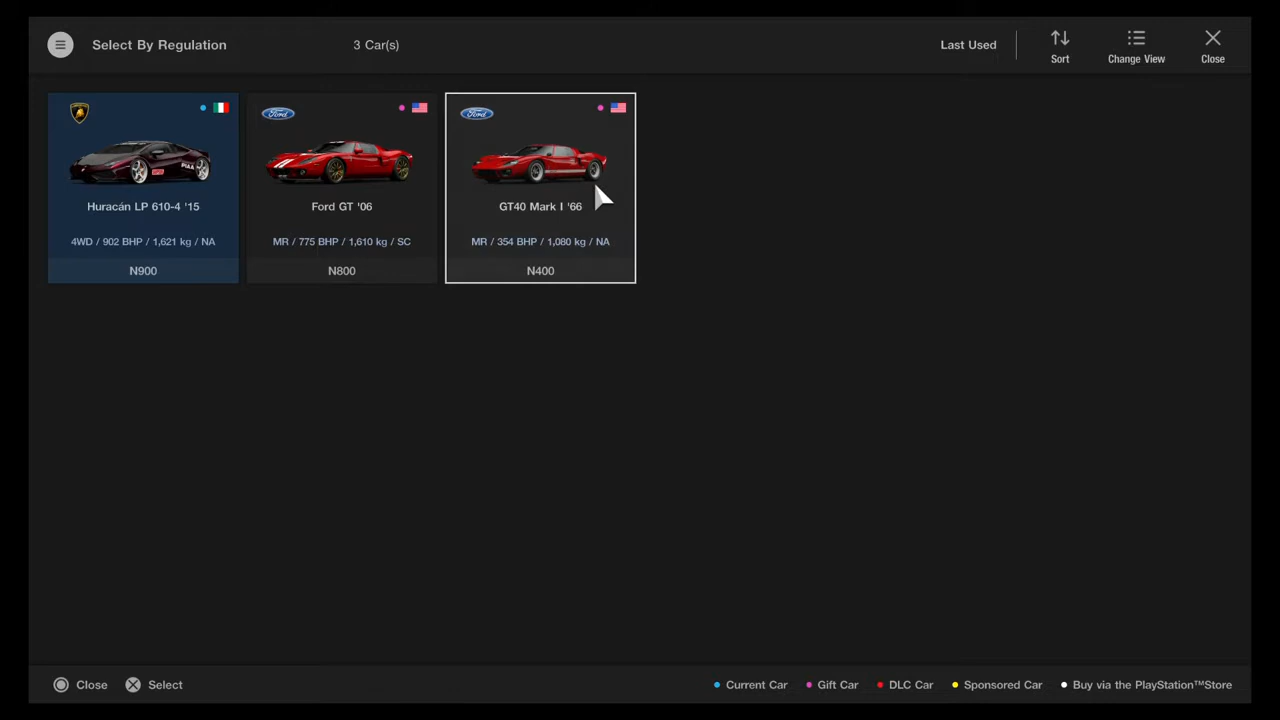 Select By Regulation
3 Car(s)
Last Used
Sort
Change View
Close
Ford
Ford
PIAA
Huracán LP 610-4 '15
Ford GT '06
GT40 Mark I '66
4WD / 902 BHP / 1,621 kg / NA
MR / 775 BHP / 1,610 kg / SC
MR / 354 BHP / 1,080 kg / NA
N900
N800
N400
Close
Select
Current Car
Gift Car
DLC Car
Sponsored Car
Buy via the PlayStation™Store